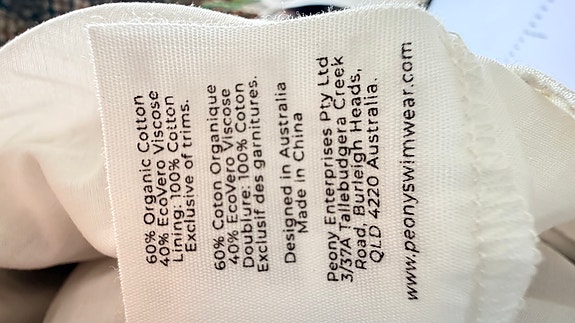 60% Organic Cotton
40% EcoVero Viscose
Lining: 100% Cotton
Exclusive of trims.
60% Coton Organique
40% EcoVero Viscose
Doublure: 100% Coton
Exclusif des garnitures.
Designed in Australia
Made in China
Peony Enterprises Pty Ltd
3/37A Tallebudgera Creek
Road, Burleigh Heads,
QLD 4220 Australia.
www.peonyswimwear.com